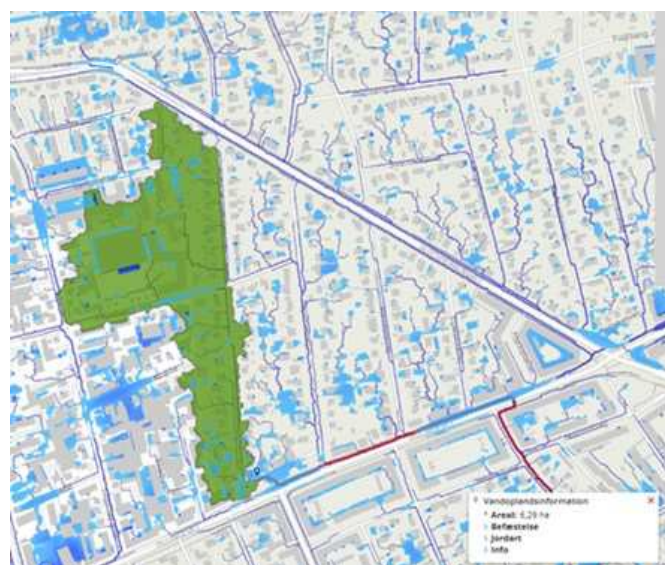 Vandoplandsinformation
Areal: 6,29 ha
Befæstelse
Jordart
Info